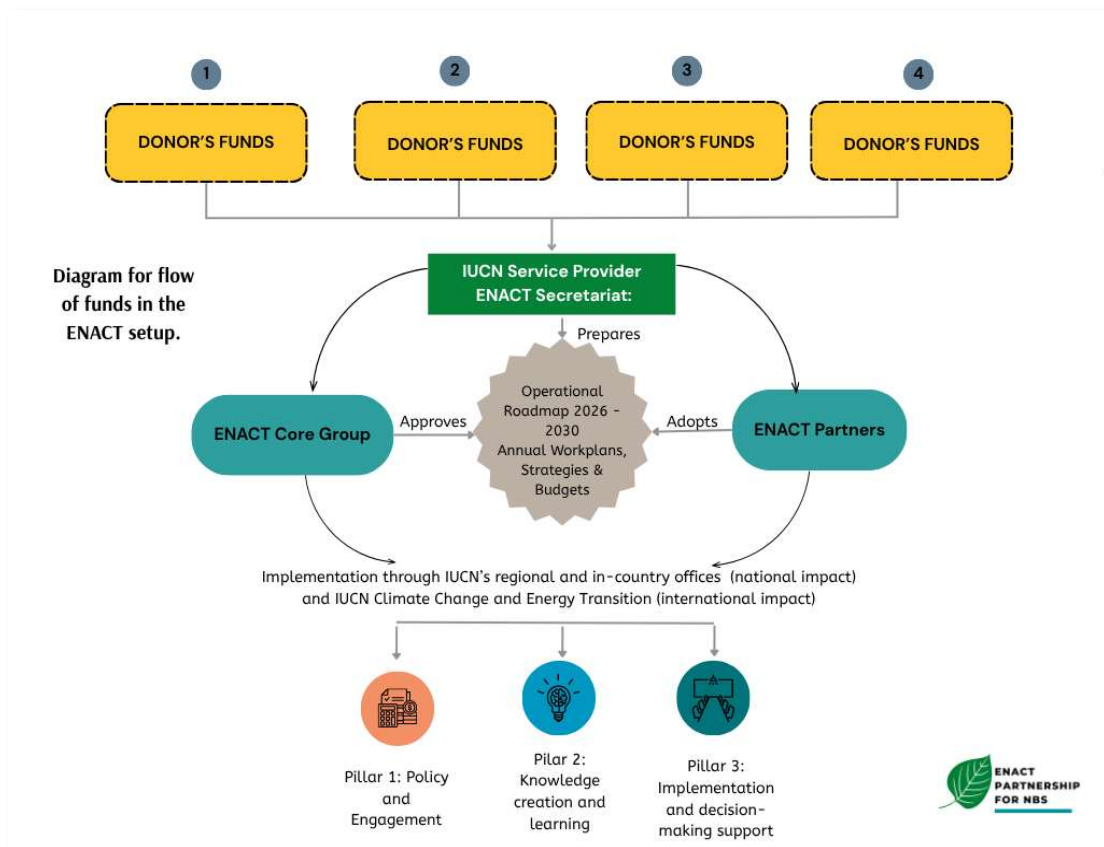 1
2
3
4
DONOR'S FUNDS
DONOR'S FUNDS
DONOR'S FUNDS
DONOR'S FUNDS
Diagram for flow
of funds in the
ENACT setup.
IUCN Service Provider
ENACT Secretariat:
Prepares
ENACT Core Group
Approves
Operational
Roadmap 2026 -
2030
Annual Workplans,
Strategies &
Budgets
Adopts
ENACT Partners
Implementation through IUCN's regional and in-country offices (national impact)
and IUCN Climate Change and Energy Transition (international impact)
Pillar 1: Policy
and
Engagement
Pilar 2:
Knowledge
creation and
learning
Pillar 3:
Implementation
and decision-
making support
ENACT
PARTNERSHIP
FOR NBS